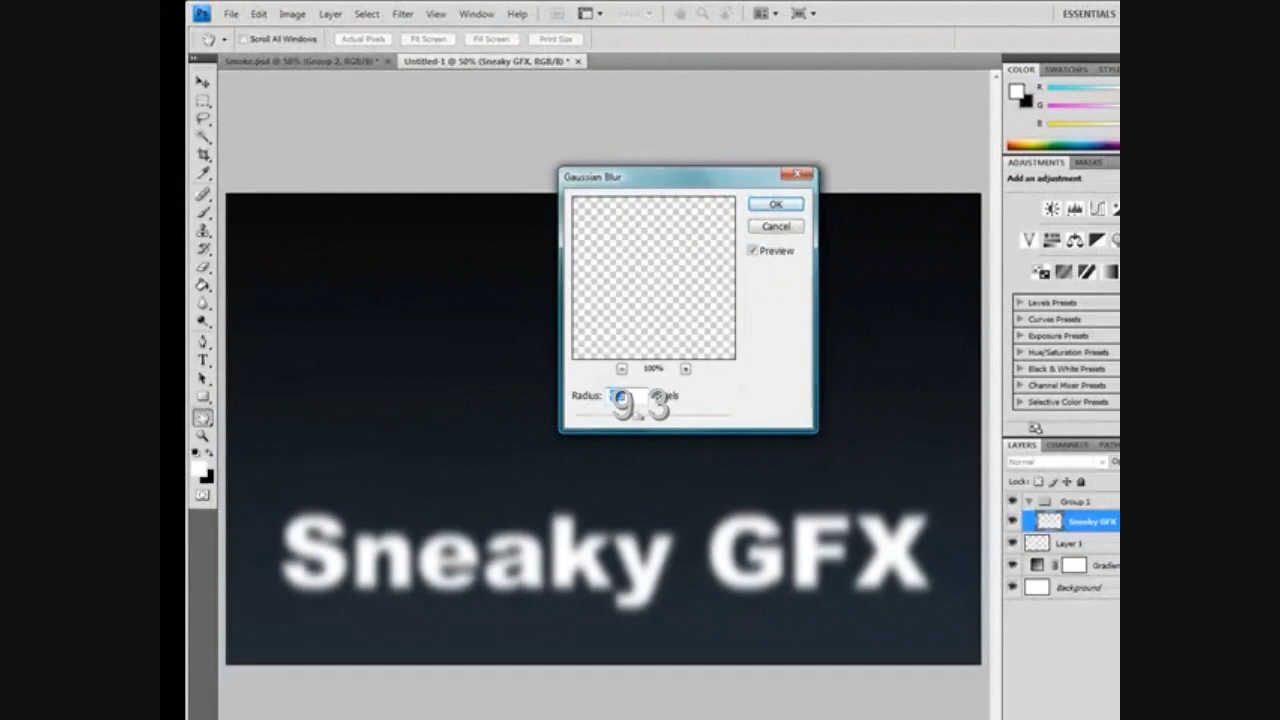 Ps File Edit Image Layer Select Filter View Window Help ESSENTIALS
Scroll All Windows Actual Pixels Fit Screen Fill Screen Print Size
Smoke.psd @ 50% (Group 2, RGB/8) * × Untitled-1 @ 50% (Sneaky GFX, RGB/8) * ×
COLOR SWATCHES STYL
R
G
B
ADJUSTMENTS MASKS
Add an adjustment
Gaussian Blur
OK
Cancel
Preview
100%
Radius:
9.3
Levels Presets
Curves Presets
Exposure Presets
Hue/Saturation Presets
Black & White Presets
Channel Mixer Presets
Selective Color Presets
LAYERS CHANNELS PATH
Normal Op
Lock:
Group 1
Sneaky GFX
Layer 1
Gradien
Background
Sneaky GFX